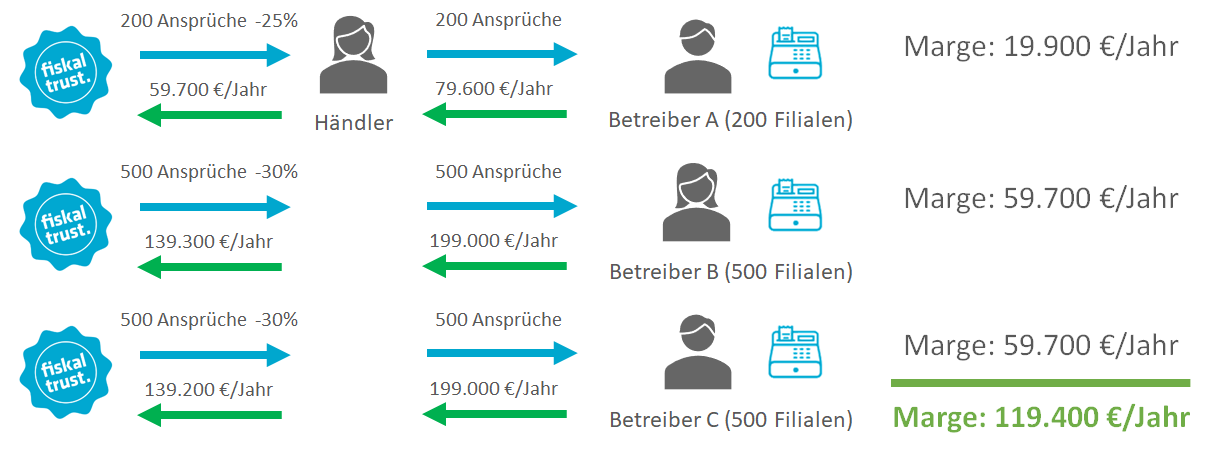 200 Ansprüche -25%
200 Ansprüche
Marge: 19.900 €/Jahr
fiskal
trust.
59.700 €/Jahr
79.600 €/Jahr
Händler
Betreiber A (200 Filialen)
500 Ansprüche -30%
500 Ansprüche
Marge: 59.700 €/Jahr
fiskal
trust.
139.300 €/Jahr
199.000 €/Jahr
Betreiber B (500 Filialen)
500 Ansprüche -30%
500 Ansprüche
Marge: 59.700 €/Jahr
fiskal
trust.
139.200 €/Jahr
199.000 €/Jahr
Betreiber C (500 Filialen)
Marge: 119.400 €/Jahr